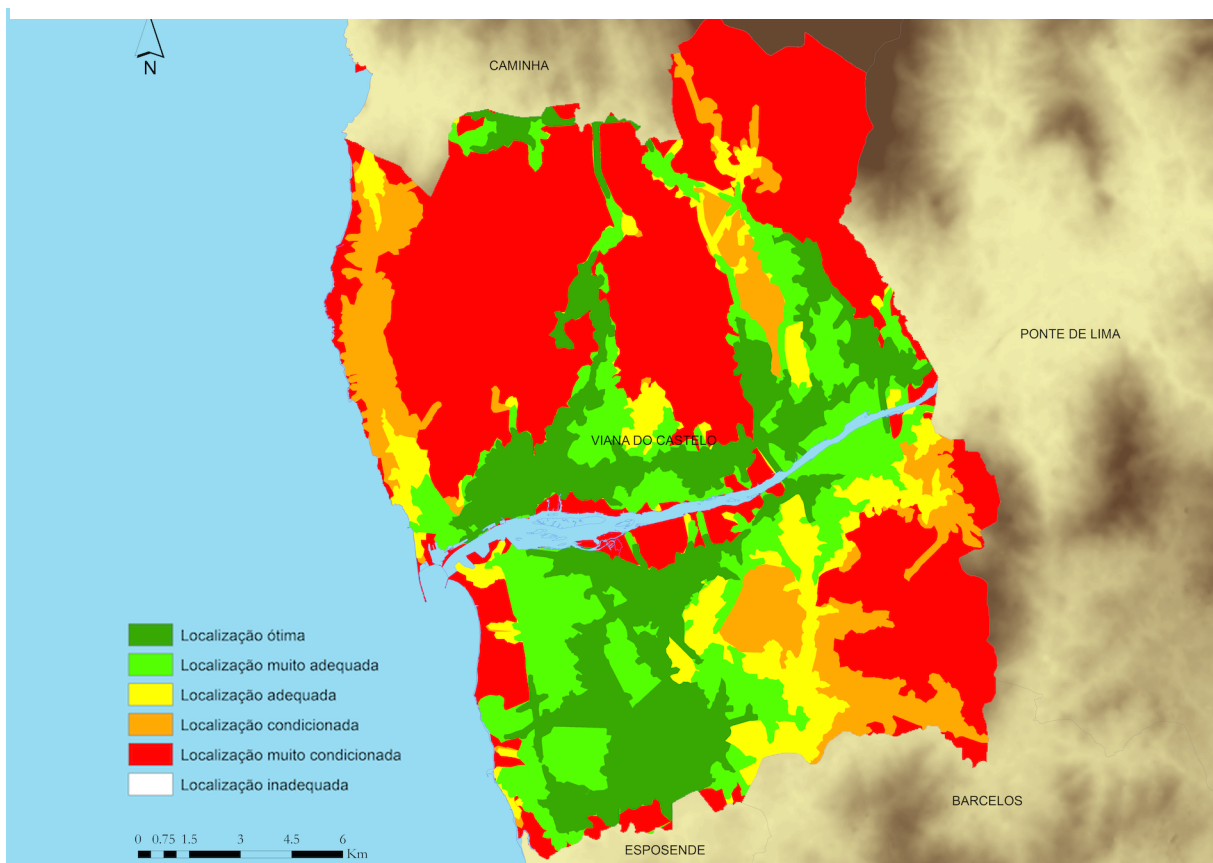 N
CAMINHA
PONTE DE LIMA
VIANA DO CASTELO
Localização ótima
Localização muito adequada
Localização adequada
Localização condicionada
Localização muito condicionada
Localização inadequada
BARCELOS
0 0.75 1.5 3 4.5 6
Km
ESPOSENDE